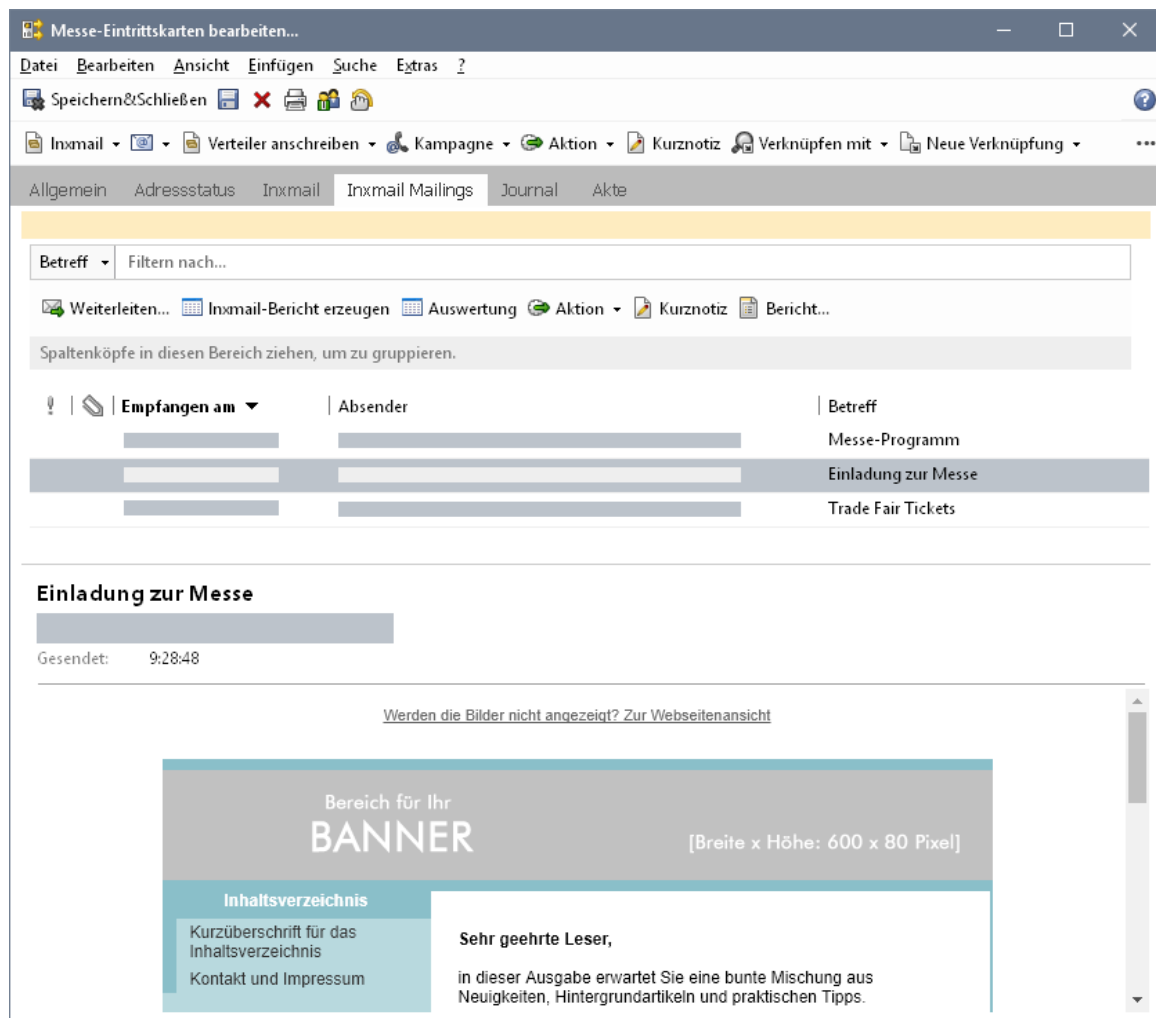 Messe-Eintrittskarten bearbeiten...
Datei Bearbeiten Ansicht Einfügen Suche Extras ?
Speichern&Schließen
Inxmail Verteiler anschreiben Kampagne Aktion Kurznotiz Verknüpfen mit Neue Verknüpfung
Allgemein Adressstatus Inxmail Inxmail Mailings Journal Akte
Betreff Filtern nach...
Weiterleiten... Inxmail-Bericht erzeugen Auswertung Aktion Kurznotiz Bericht...
Spaltenköpfe in diesen Bereich ziehen, um zu gruppieren.
Empfangen am Absender Betreff
Messe-Programm
Einladung zur Messe
Trade Fair Tickets
Einladung zur Messe
Gesendet: 9:28:48
Werden die Bilder nicht angezeigt? Zur Webseitenansicht
Bereich für Ihr
BANNER
[Breite x Höhe: 600 x 80 Pixel]
Inhaltsverzeichnis
Kurzüberschrift für das
Inhaltsverzeichnis
Kontakt und Impressum
Sehr geehrte Leser,
in dieser Ausgabe erwartet Sie eine bunte Mischung aus
Neuigkeiten, Hintergrundartikeln und praktischen Tipps.